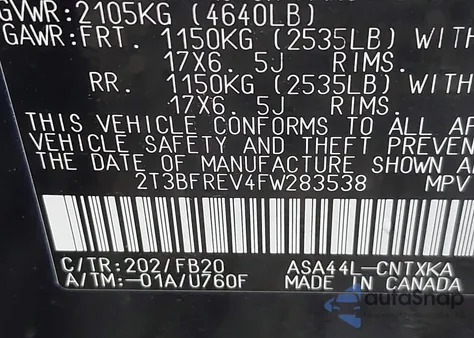 GVWR:2105KG (4640LB)
GAWR:FRT. 1150KG (2535LB) WITH
17X6. 5J RIMS.
RR. 1150KG (2535LB) WITH
17X6. 5J RIMS.
THIS VEHICLE CONFORMS TO ALL AP
VEHICLE SAFETY AND THEFT PREVEN
THE DATE OF MANUFACTURE SHOWN A
2T3BFREV4FW283538 MPV
C/TR:202/FB20 ASA44L-CNTXKA
A/TM:-01A/U760F MADE IN CANADA
autoSnap